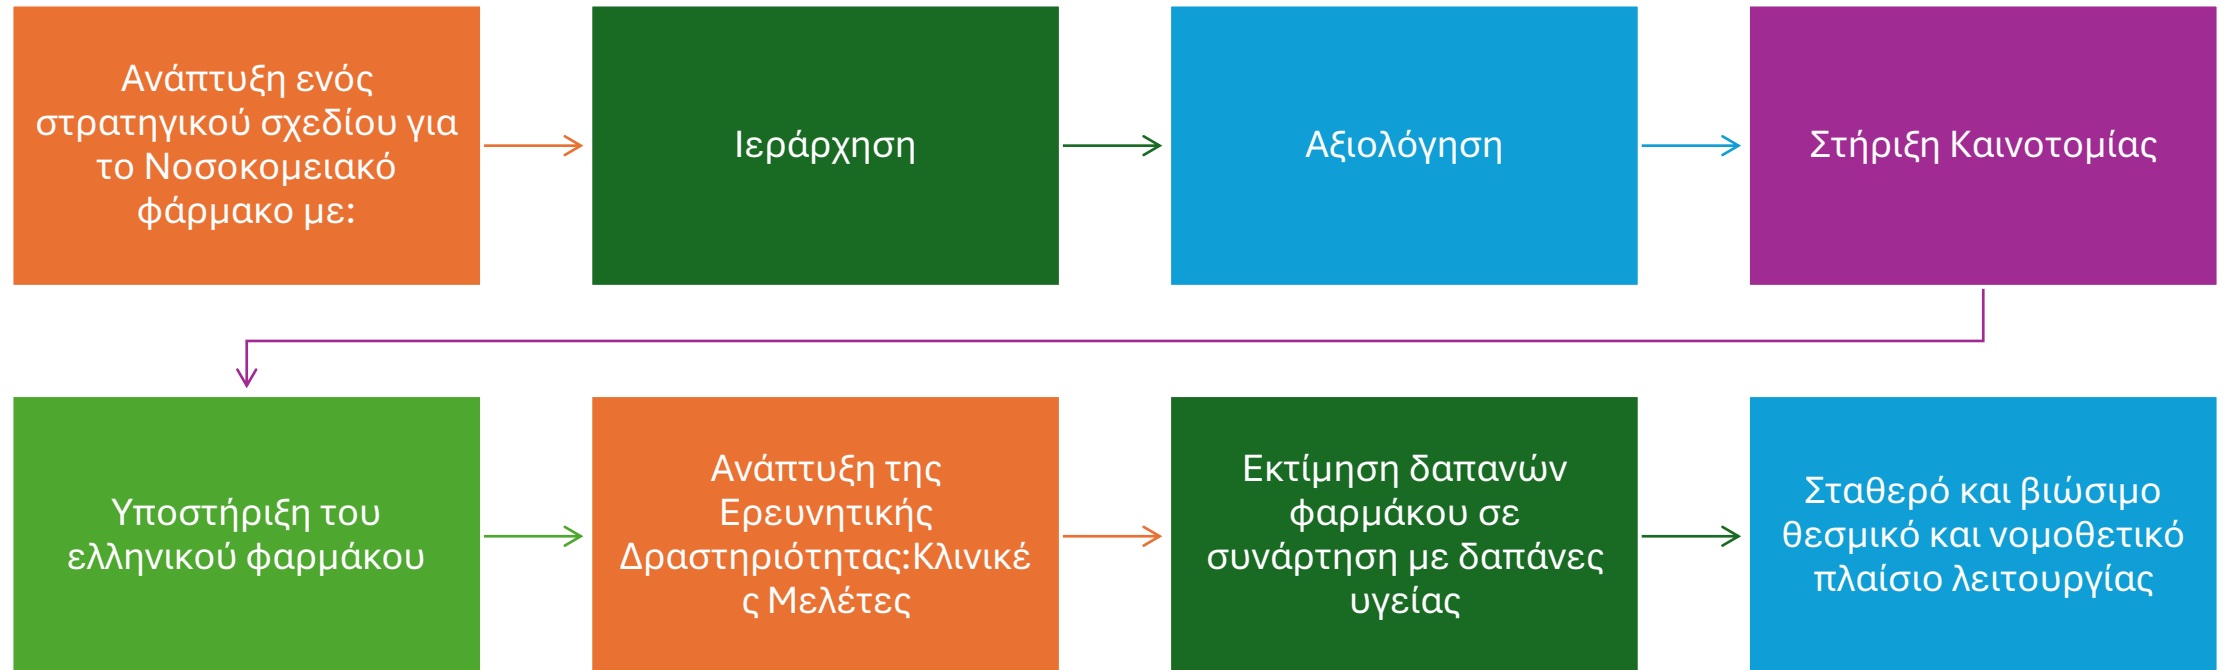 Ανάπτυξη ενός
στρατηγικού σχεδίου για
το Νοσοκομειακό
φάρμακο με:
Ιεράρχηση
Αξιολόγηση
Στήριξη Καινοτομίας
Υποστήριξη του
ελληνικού φαρμάκου
Ανάπτυξη της
Ερευνητικής
Δραστηριότητας:Κλινικέ
ς Μελέτες
Εκτίμηση δαπανών
φαρμάκου σε
συνάρτηση με δαπάνες
υγείας
Σταθερό και βιώσιμο
θεσμικό και νομοθετικό
πλαίσιο λειτουργίας